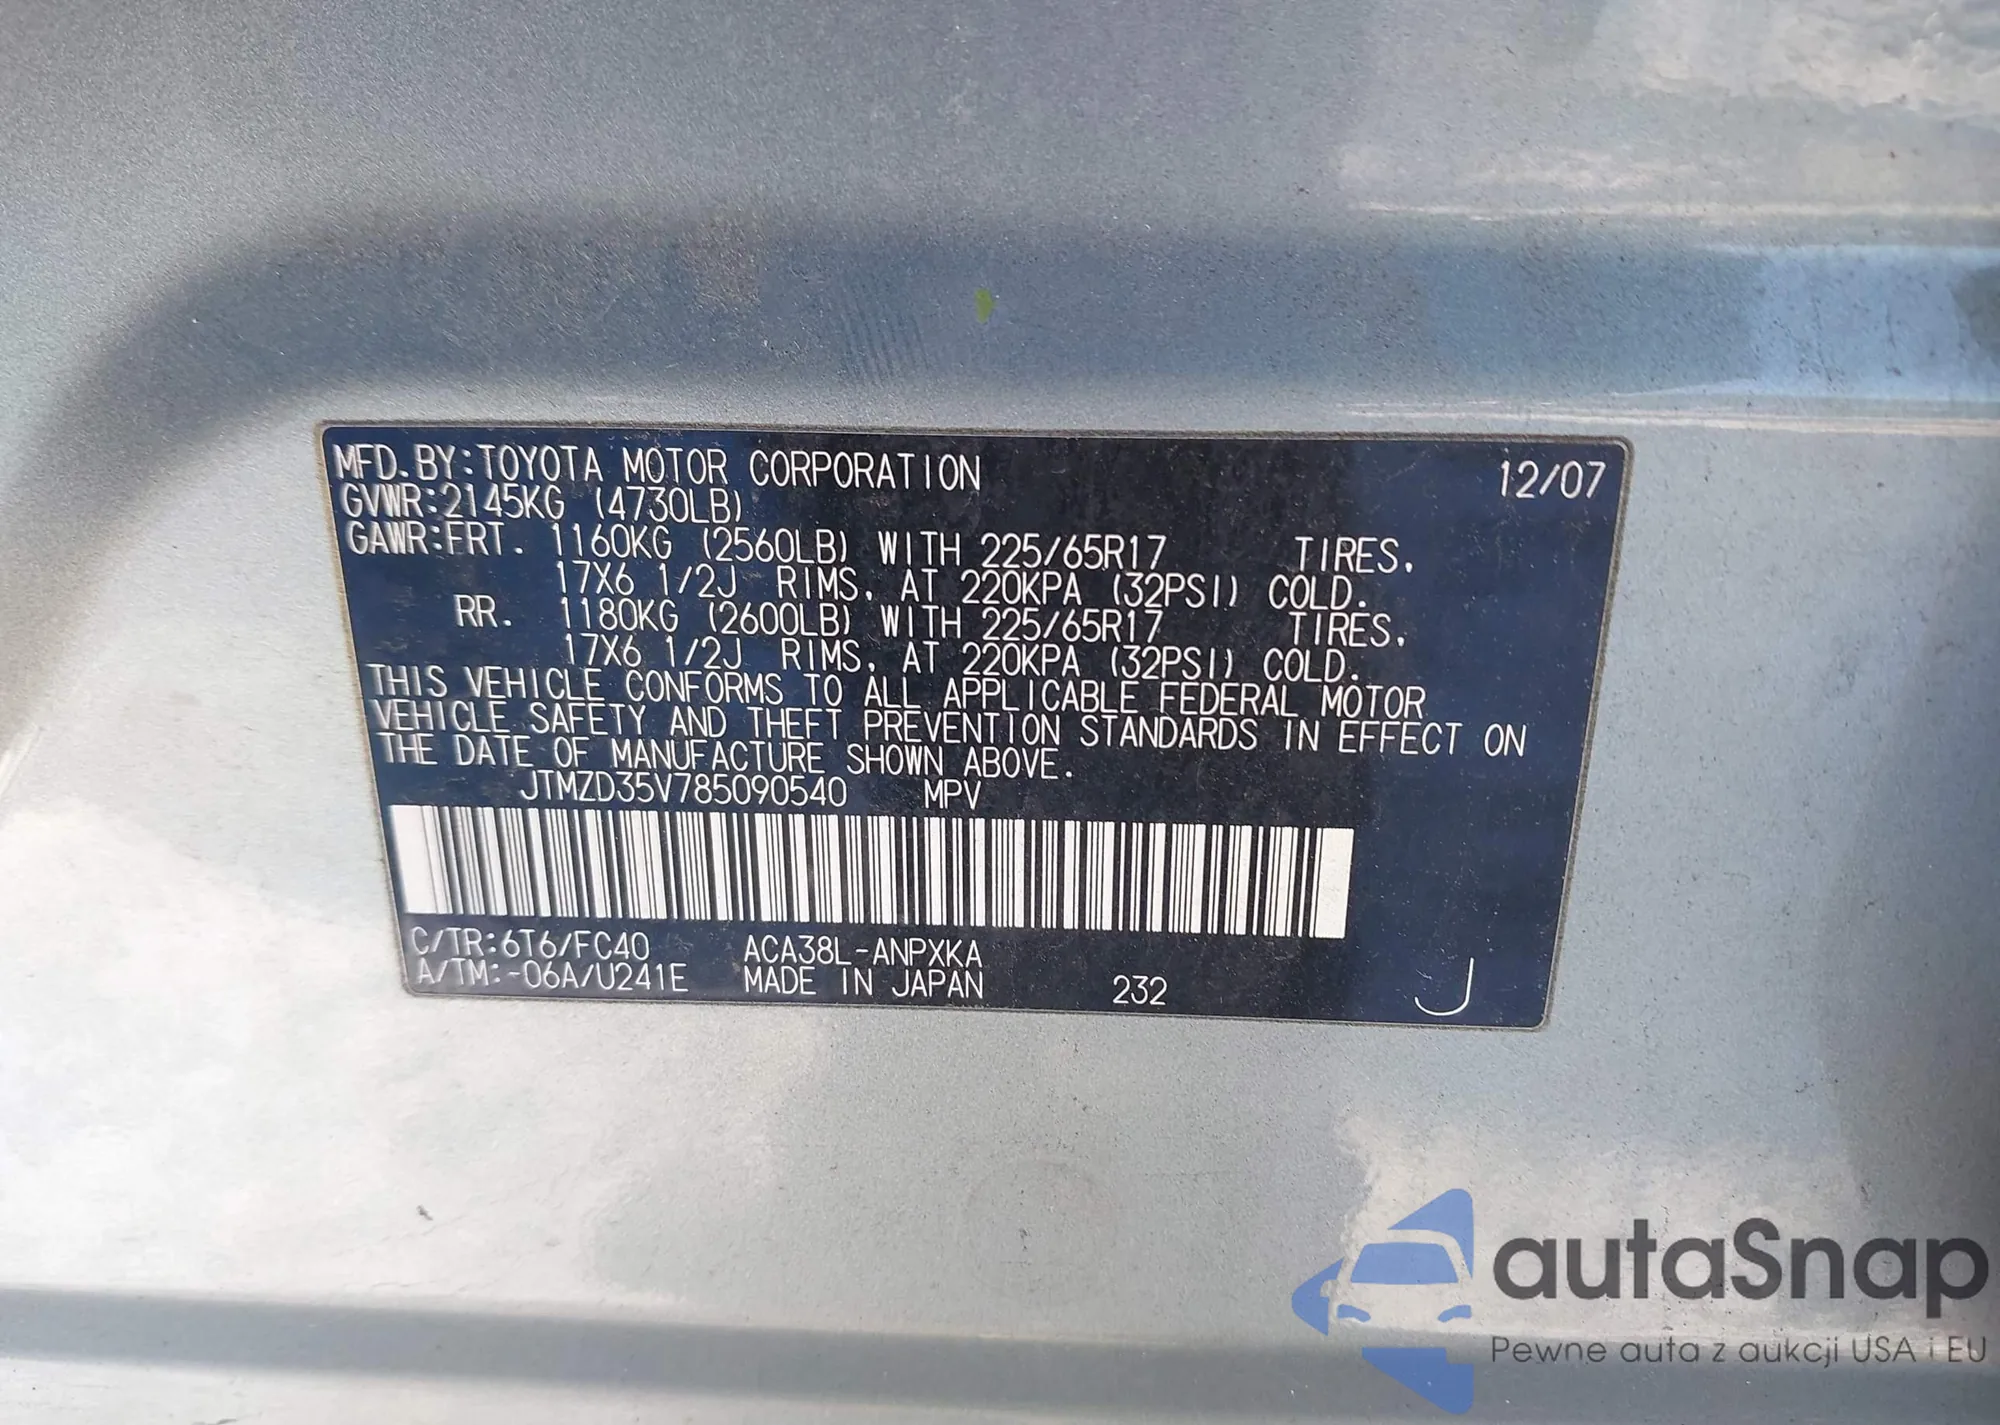 MFD.BY:TOYOTA MOTOR CORPORATION 12/07
GVWR:2145KG (4730LB)
GAWR:FRT. 1160KG (2560LB) WITH 225/65R17 TIRES,
17X6 1/2J RIMS, AT 220KPA (32PSI) COLD.
RR. 1180KG (2600LB) WITH 225/65R17 TIRES,
17X6 1/2J RIMS, AT 220KPA (32PSI) COLD.
THIS VEHICLE CONFORMS TO ALL APPLICABLE FEDERAL MOTOR
VEHICLE SAFETY AND THEFT PREVENTION STANDARDS IN EFFECT ON
THE DATE OF MANUFACTURE SHOWN ABOVE.
JTMZD35V785090540 MPV
C/TR:6T6/FC40 ACA38L-ANPXKA
A/TM:-06A/U241E MADE IN JAPAN 232 J
autaSnap
Pewne auta z aukcji USA i EU